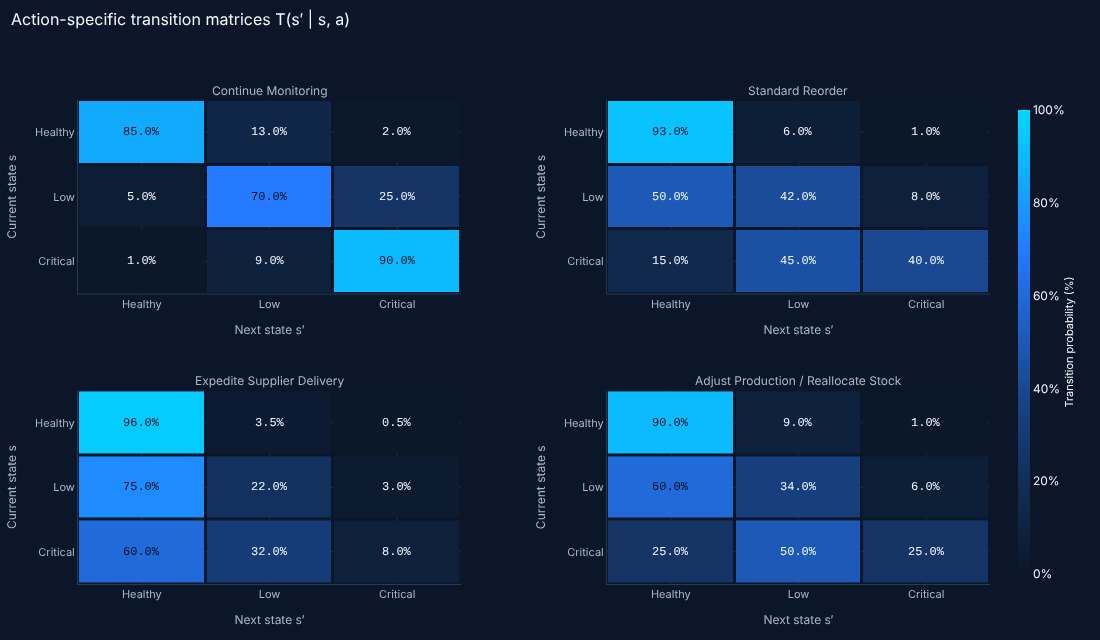 Action-specific transition matrices T(s′ | s, a)
Continue Monitoring
Current state s
Healthy 85.0% 13.0% 2.0%
Low 5.0% 70.0% 25.0%
Critical 1.0% 9.0% 90.0%
Healthy Low Critical
Next state s′
Standard Reorder
Current state s
Healthy 93.0% 6.0% 1.0%
Low 50.0% 42.0% 8.0%
Critical 15.0% 45.0% 40.0%
Healthy Low Critical
Next state s′
Expedite Supplier Delivery
Current state s
Healthy 96.0% 3.5% 0.5%
Low 75.0% 22.0% 3.0%
Critical 60.0% 32.0% 8.0%
Healthy Low Critical
Next state s′
Adjust Production / Reallocate Stock
Current state s
Healthy 90.0% 9.0% 1.0%
Low 60.0% 34.0% 6.0%
Critical 25.0% 50.0% 25.0%
Healthy Low Critical
Next state s′
100%
80%
60%
40%
20%
0%
Transition probability (%)